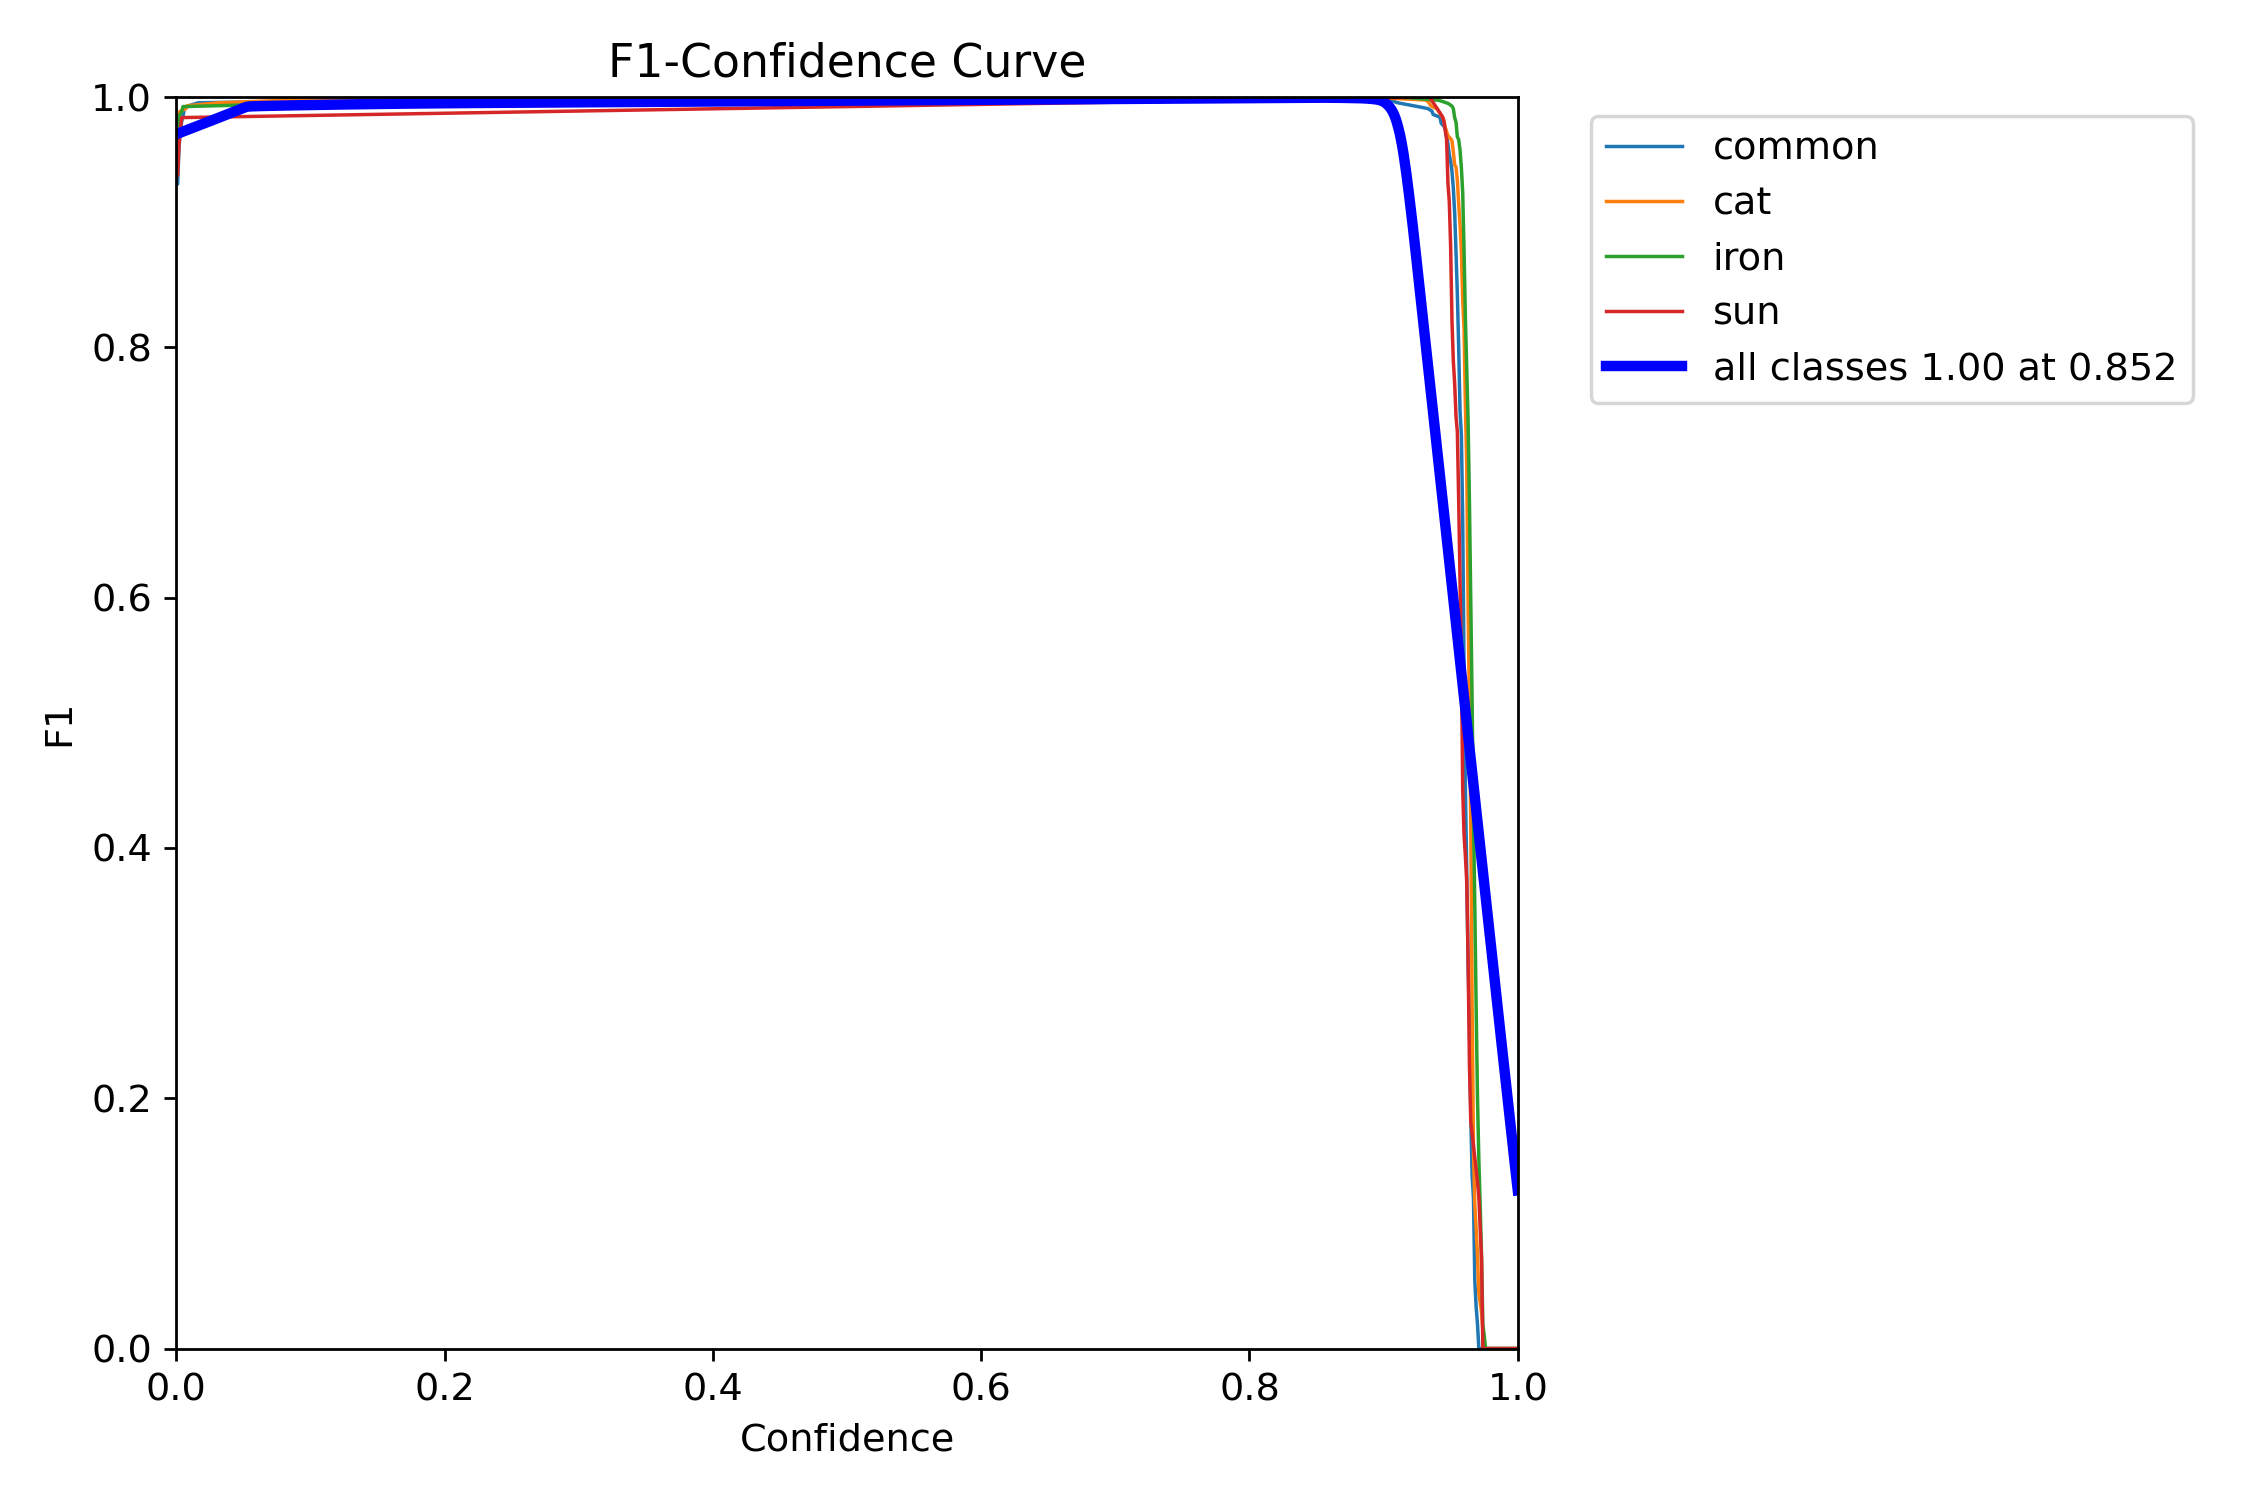 F1-Confidence Curve
1.0
0.8
0.6
0.4
0.2
0.0
F1
0.0 0.2 0.4 0.6 0.8 1.0
Confidence
common
cat
iron
sun
all classes 1.00 at 0.852